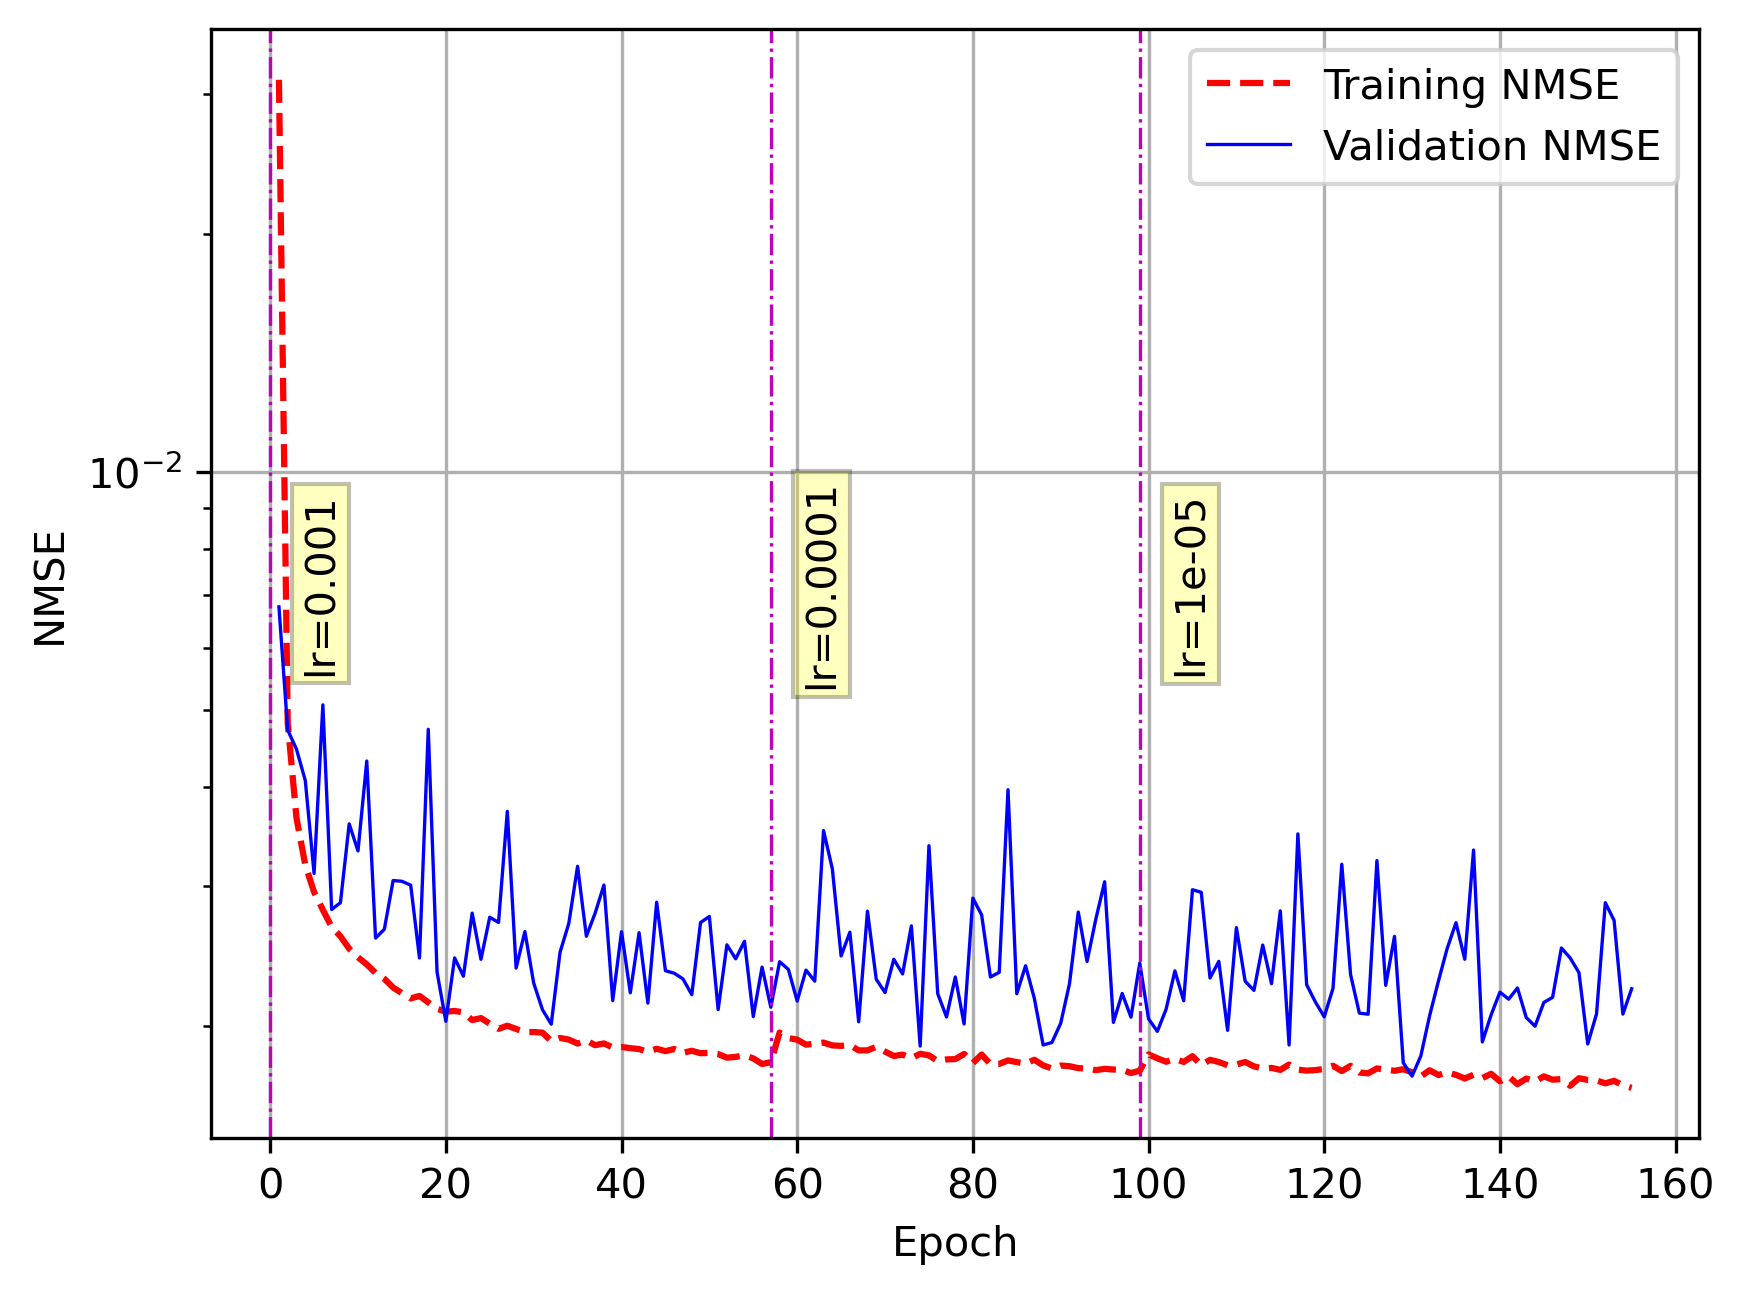 Training NMSE
Validation NMSE
10⁻²
NMSE
lr=0.001
lr=0.0001
lr=1e-05
0 20 40 60 80 100 120 140 160
Epoch